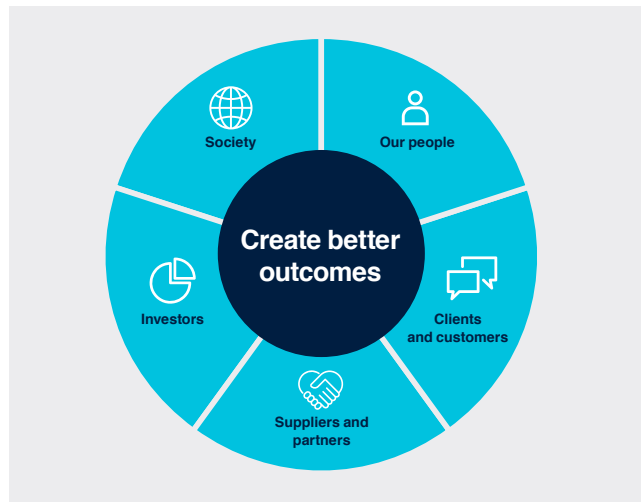 Society
Our people
Create better
outcomes
Investors
Clients
and customers
Suppliers and
partners